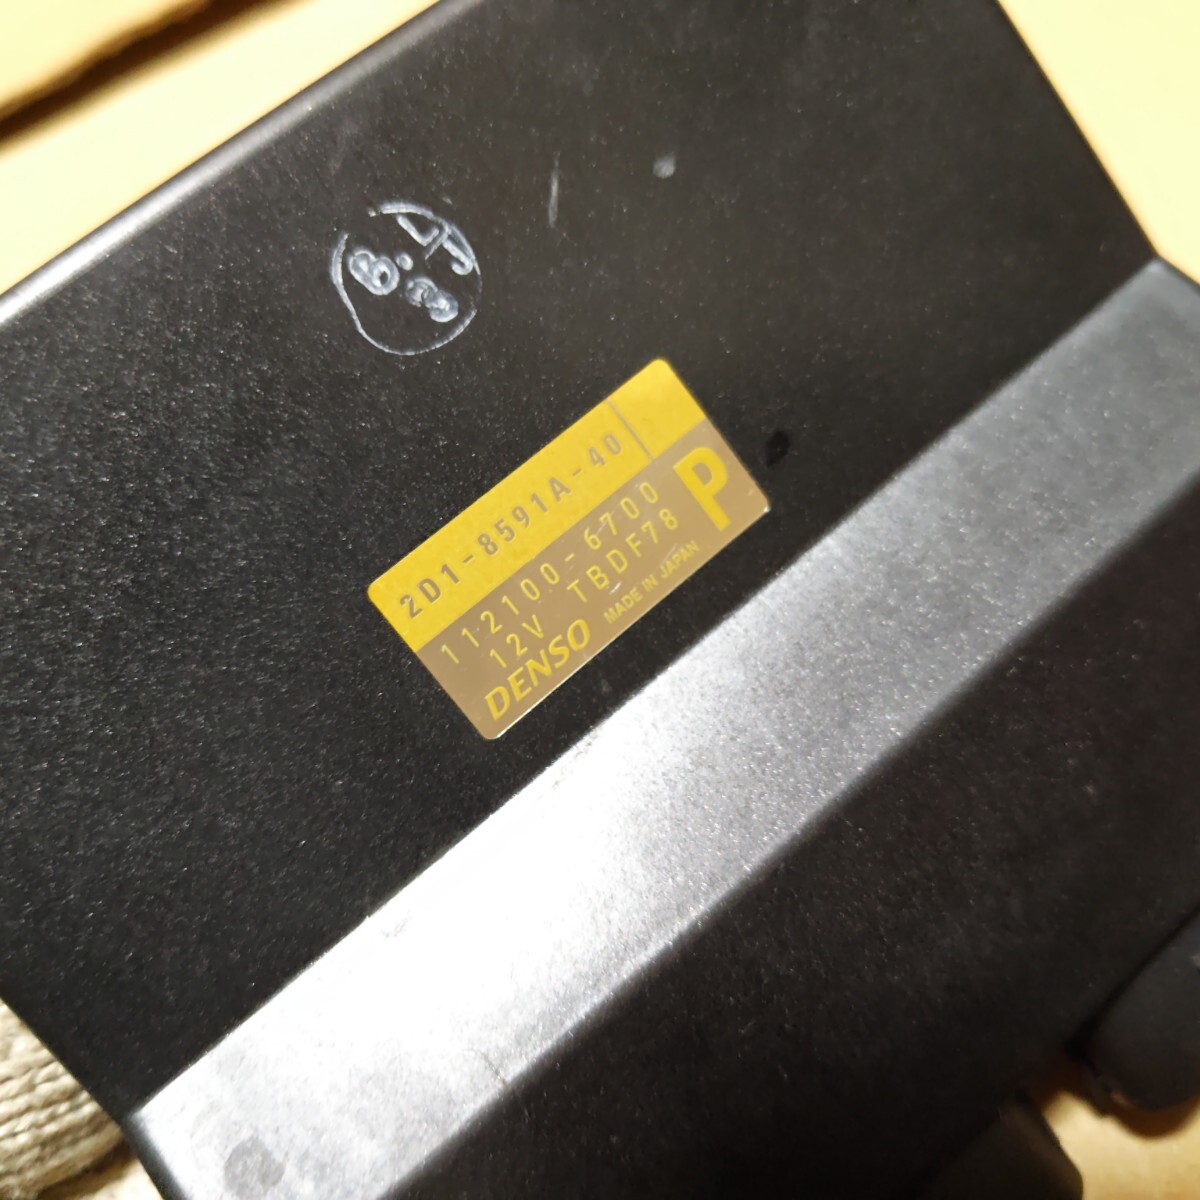 2D1-8591A-40
112100-6700
P
12V TBDF78
DENSO MADE IN JAPAN